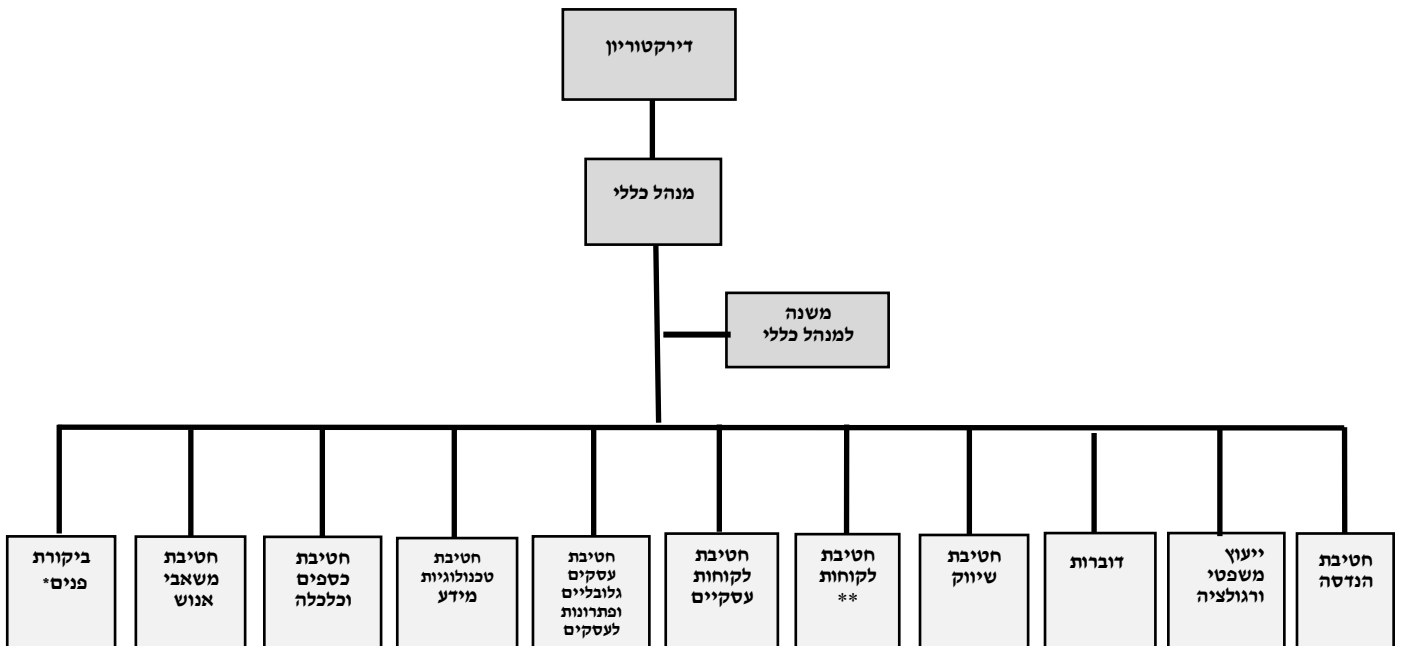 דירקטוריון
מנהל כללי
משנה
למנהל כללי
חטיבת
הנדסה
ייעוץ
משפטי
ורגולציה
דוברות
חטיבת
שיווק
חטיבת
לקוחות
**
חטיבת
לקוחות
עסקיים
חטיבת
עסקים
גלובליים
ופתרונות
לעסקים
חטיבת
טכנולוגיות
מידע
חטיבת
כספים
וכלכלה
חטיבת
משאבי
אנוש
ביקורת
פנים*